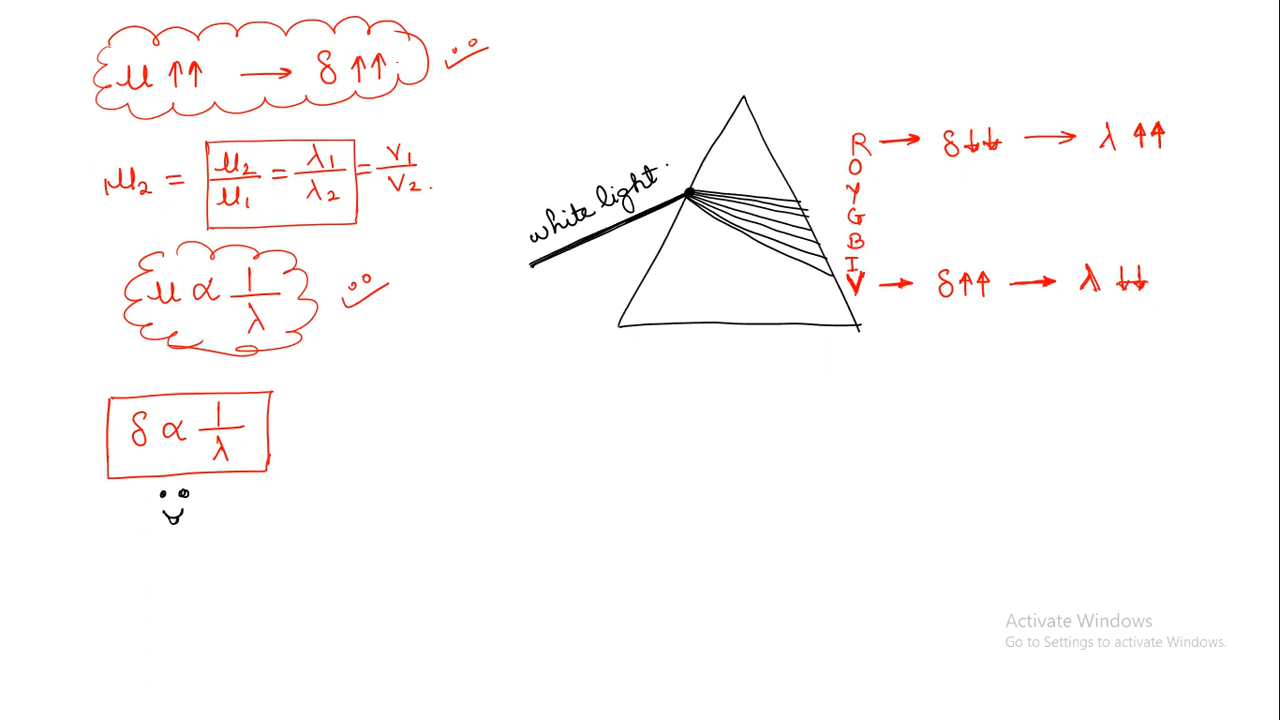 μ ↑↑ → δ ↑↑
μ2 = μ2/μ1 = λ1/λ2 = v1/v2.
μ ∝ 1/λ
δ ∝ 1/λ
white light.
R → δ↓↓ → λ ↑↑
O
Y
G
B
I
V → δ↑↑ → λ ↓↓
Activate Windows
Go to Settings to activate Windows.